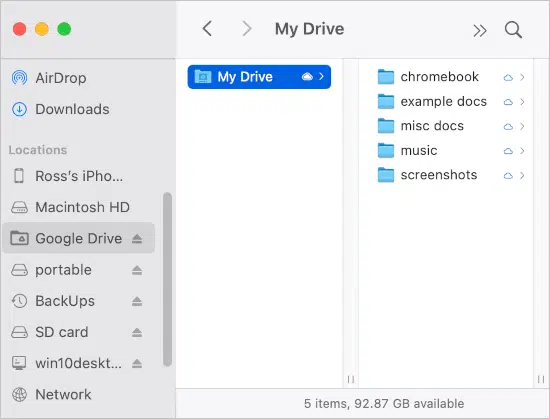 My Drive
AirDrop
Downloads
Locations
Ross's iPho...
Macintosh HD
Google Drive
portable
BackUps
SD card
win10deskt...
Network
My Drive
chromebook
example docs
misc docs
music
screenshots
5 items, 92.87 GB available